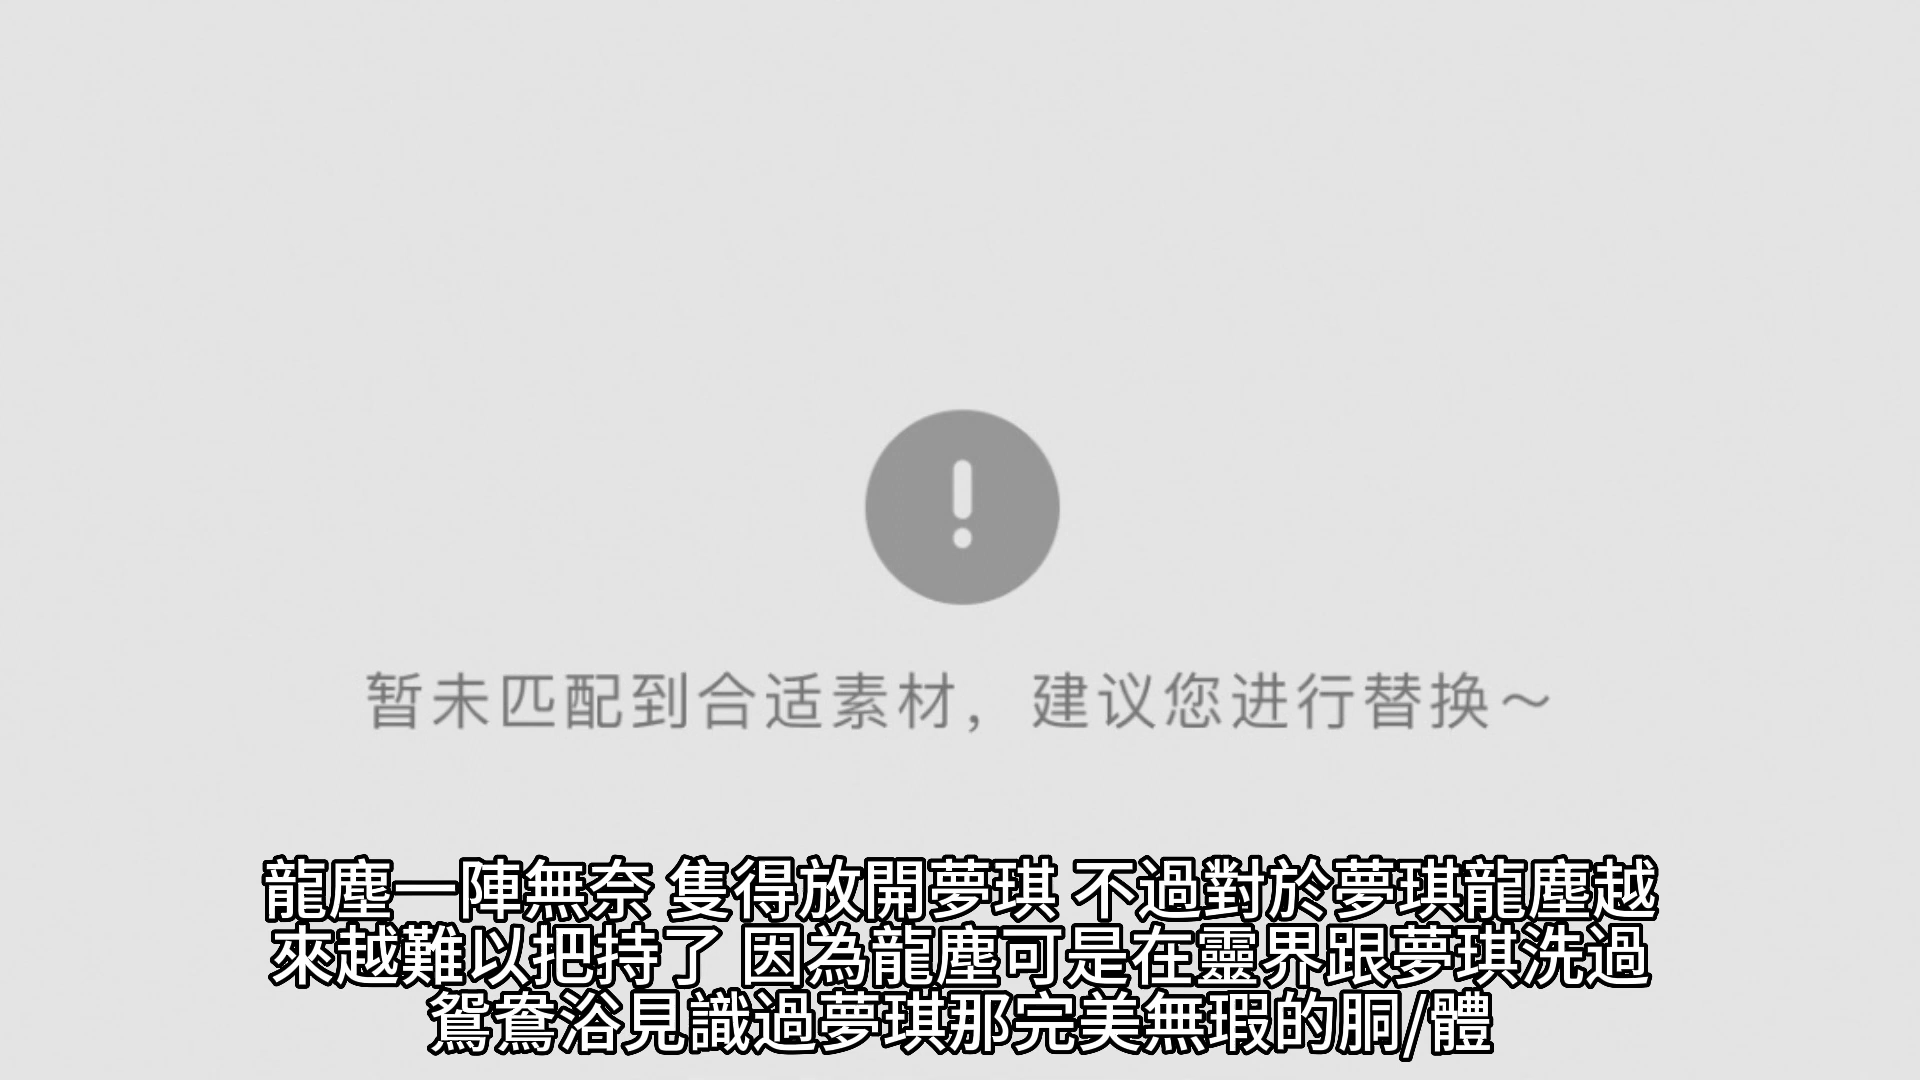 暂未匹配到合适素材，建议您进行替换～
龍塵一陣無奈 隻得放開夢琪 不過對於夢琪龍塵越
來越難以把持了 因為龍塵可是在靈界跟夢琪洗過
鴛鴦浴見識過夢琪那完美無瑕的胴/體